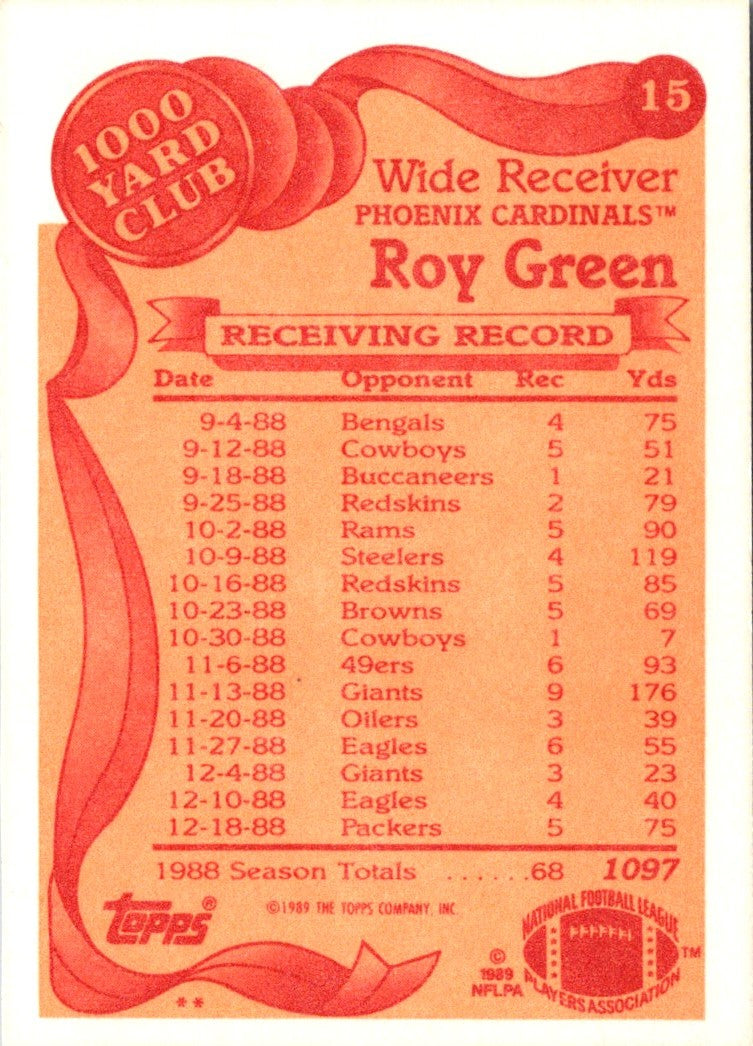 1000
YARD
CLUB
15
Wide Receiver
PHOENIX CARDINALS™
Roy Green
RECEIVING RECORD
Date Opponent Rec Yds
9-4-88 Bengals 4 75
9-12-88 Cowboys 5 51
9-18-88 Buccaneers 1 21
9-25-88 Redskins 2 79
10-2-88 Rams 5 90
10-9-88 Steelers 4 119
10-16-88 Redskins 5 85
10-23-88 Browns 5 69
10-30-88 Cowboys 1 7
11-6-88 49ers 6 93
11-13-88 Giants 9 176
11-20-88 Oilers 3 39
11-27-88 Eagles 6 55
12-4-88 Giants 3 23
12-10-88 Eagles 4 40
12-18-88 Packers 5 75
1988 Season Totals ......68 1097
Topps®
©1989 THE TOPPS COMPANY, INC.
**
©
1989
NFLPA
NATIONAL FOOTBALL LEAGUE
PLAYERS ASSOCIATION
TM